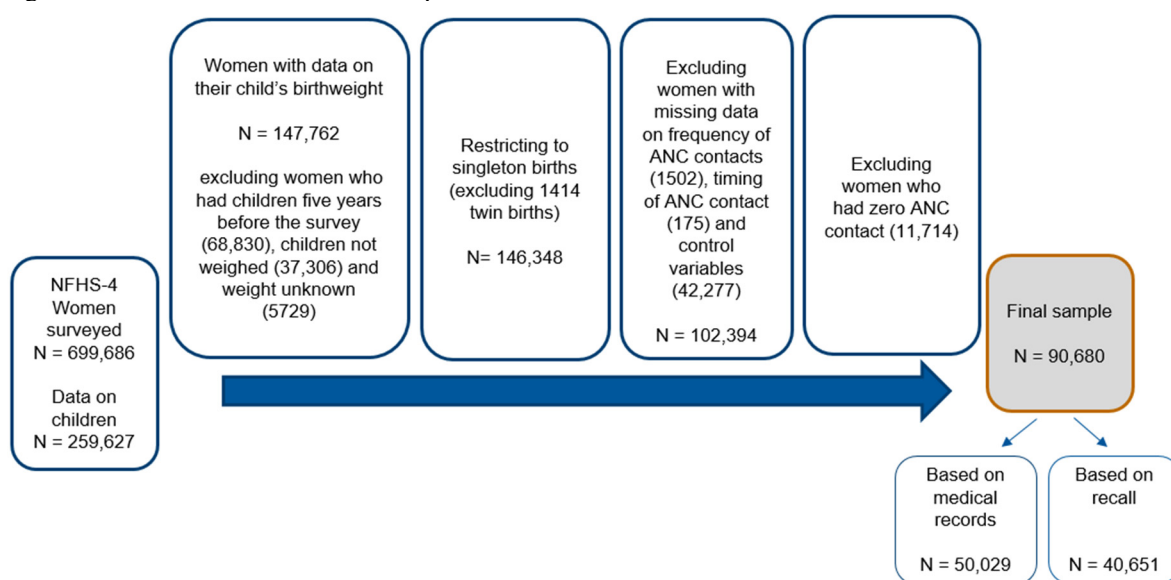 NFHS-4
Women
surveyed
N = 699,686
Data on
children
N = 259,627
Women with data on
their child's birthweight
N = 147,762
excluding women who
had children five years
before the survey
(68,830), children not
weighed (37,306) and
weight unknown
(5729)
Restricting to
singleton births
(excluding 1414
twin births)
N= 146,348
Excluding
women with
missing data
on frequency of
ANC contacts
(1502), timing
of ANC contact
(175) and
control
variables
(42,277)
N = 102,394
Excluding
women who
had zero ANC
contact (11,714)
Final sample
N = 90,680
Based on
medical
records
N = 50,029
Based on
recall
N = 40,651